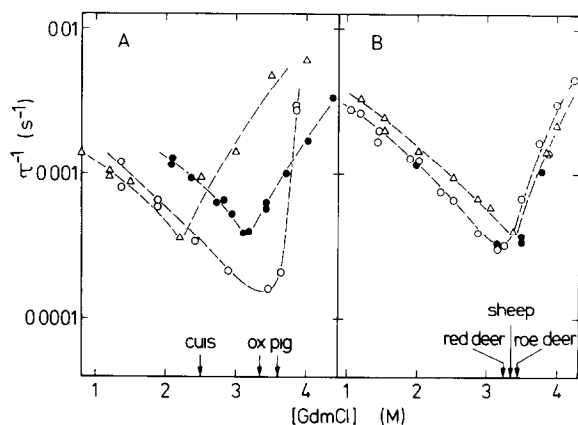 A
B
0.01
0.001
0.0001
τ⁻¹ (s⁻¹)
cuis
ox pig
sheep
red deer
roe deer
1 2 3 4 1 2 3 4
[GdmCl] (M)